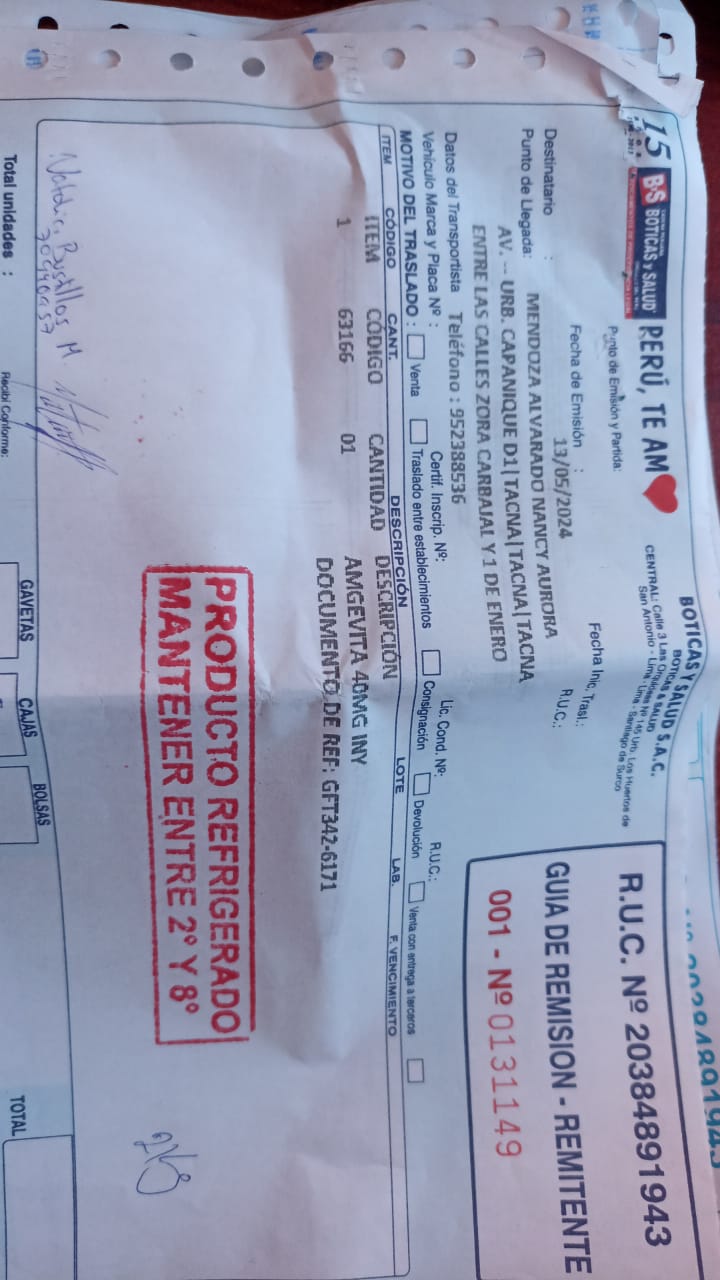 15
B·S BOTICAS y SALUD
PERÚ, TE AM
BOTICAS Y SALUD S.A.C.
BOTICAS & SALUD
CENTRAL: Calle 3 Las Orquídeas Nº 145 Urb. Los Huertos de
San Antonio - Lima - Lima - Santiago de Surco
R.U.C. Nº 20384891943
GUIA DE REMISION - REMITENTE
001 - Nº 0131149
Punto de Emisión y Partida:
Fecha de Emisión :
13/05/2024
Fecha Inic. Trasl.:
Destinatario :
MENDOZA ALVARADO NANCY AURORA
R.U.C.:
Punto de Llegada:
AV. -- URB. CAPANIQUE D1|TACNA|TACNA|TACNA
ENTRE LAS CALLES ZORA CARBAJAL Y 1 DE ENERO
Datos del Transportista Teléfono : 952388536
Vehículo Marca y Placa Nº : Certif. Inscrip. Nº: Lic. Cond. Nº: R.U.C.:
MOTIVO DEL TRASLADO : Venta Traslado entre establecimientos Consignación Devolución Venta con entrega a terceros
ITEM CÓDIGO CANT. DESCRIPCIÓN LOTE LAB. F. VENCIMIENTO
ITEM CÓDIGO CANTIDAD DESCRIPCIÓN
1 63166 01 AMGEVITA 40MG INY
DOCUMENTO DE REF: GFT342-6171
PRODUCTO REFRIGERADO
MANTENER ENTRE 2° Y 8°
Total unidades :
Recibí Conforme:
GAVETAS
CAJAS
BOLSAS
TOTAL